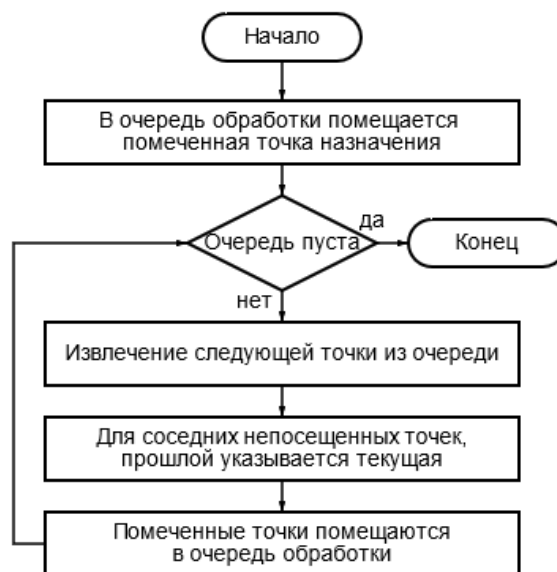 Начало
В очередь обработки помещается
помеченная точка назначения
Очередь пуста
да
Конец
нет
Извлечение следующей точки из очереди
Для соседних непосещенных точек,
прошлой указывается текущая
Помеченные точки помещаются
в очередь обработки